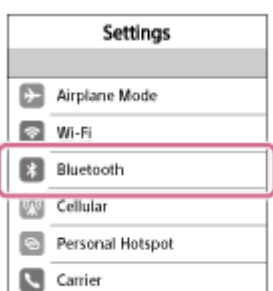 Settings
Airplane Mode
Wi-Fi
Bluetooth
Cellular
Personal Hotspot
Carrier